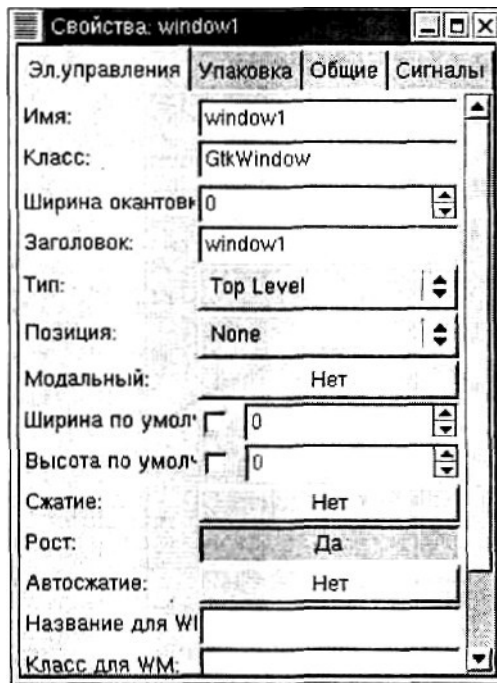 Свойства: window1
Эл.управления Упаковка Общие Сигналы
Имя: window1
Класс: GtkWindow
Ширина окантовк 0
Заголовок: window1
Тип: Top Level
Позиция: None
Модальный: Нет
Ширина по умол 0
Высота по умол 0
Сжатие: Нет
Рост: Да
Автосжатие: Нет
Название для WI
Класс для WM: